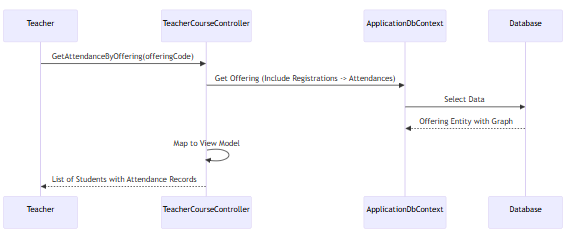 Teacher
TeacherCourseController
ApplicationDbContext
Database
GetAttendanceByOffering(offeringCode)
Get Offering (Include Registrations -> Attendances)
Select Data
Offering Entity with Graph
Map to View Model
List of Students with Attendance Records
Teacher
TeacherCourseController
ApplicationDbContext
Database